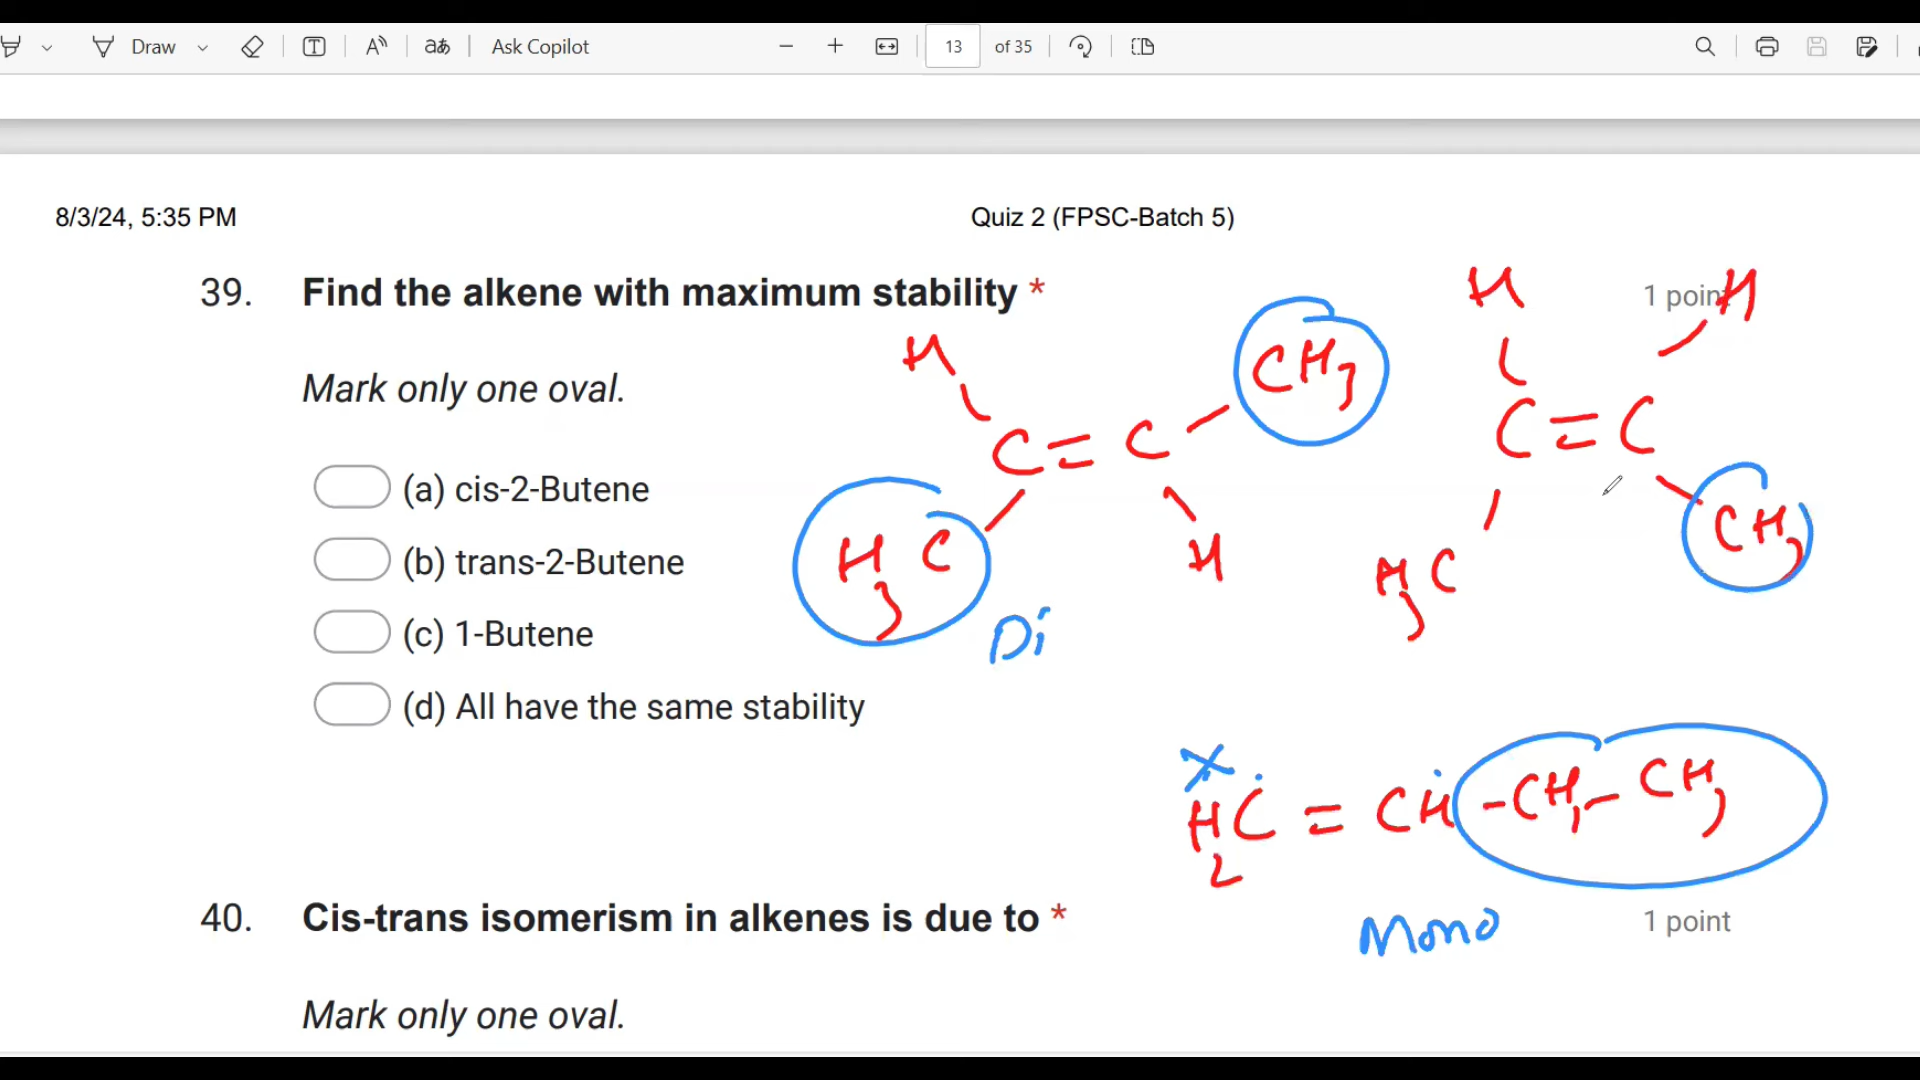 Draw Ask Copilot 13 of 35
8/3/24, 5:35 PM Quiz 2 (FPSC-Batch 5)
39. Find the alkene with maximum stability * 1 point
Mark only one oval.
(a) cis-2-Butene
(b) trans-2-Butene
(c) 1-Butene
(d) All have the same stability
H CH3
C = C
H3C H
Di
H H
C = C
H3C CH3
H2C = CH - CH2 - CH3
Mono
40. Cis-trans isomerism in alkenes is due to * 1 point
Mark only one oval.